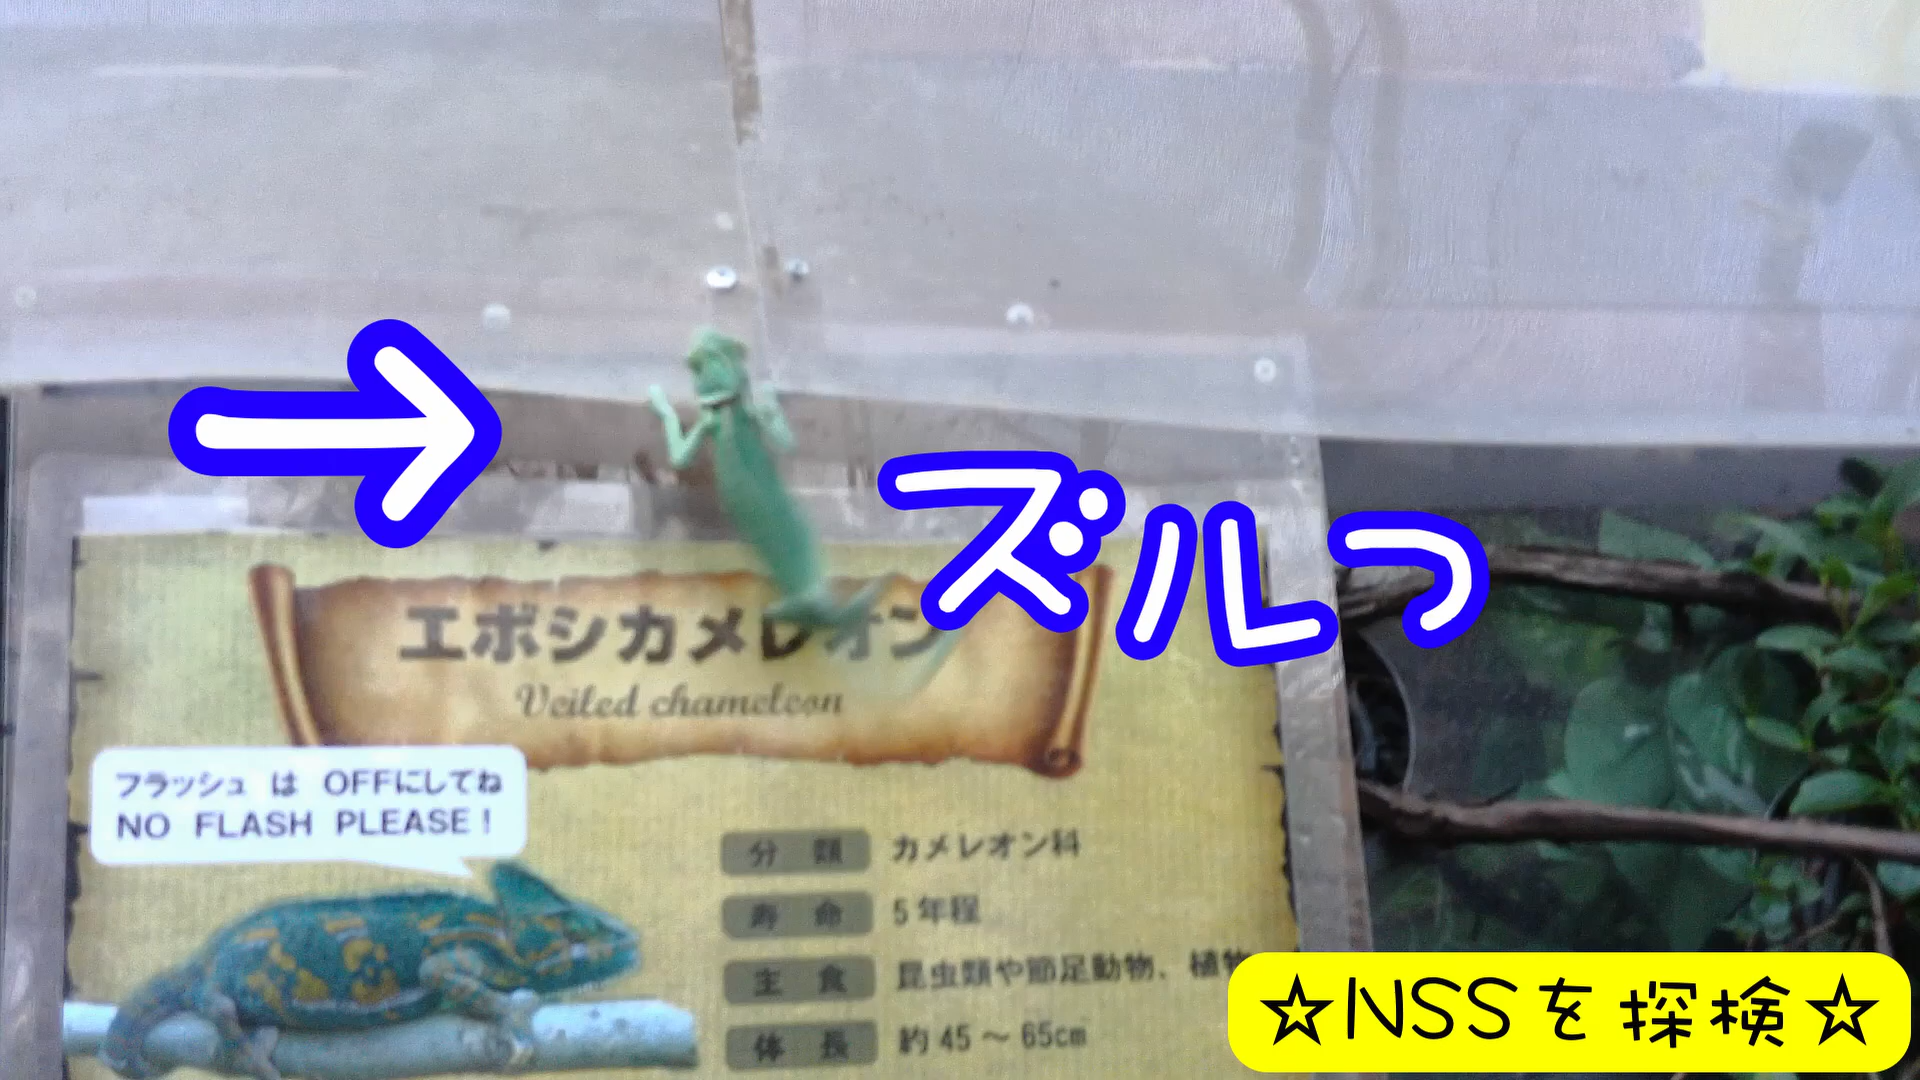 →
ズルっ
エボシカメレオン
Veiled chameleon
フラッシュ は OFFにしてね
NO FLASH PLEASE!
分類 カメレオン科
寿命 5年程
主食 昆虫類や節足動物、植物
体長 約45～65cm
☆NSSを探検☆